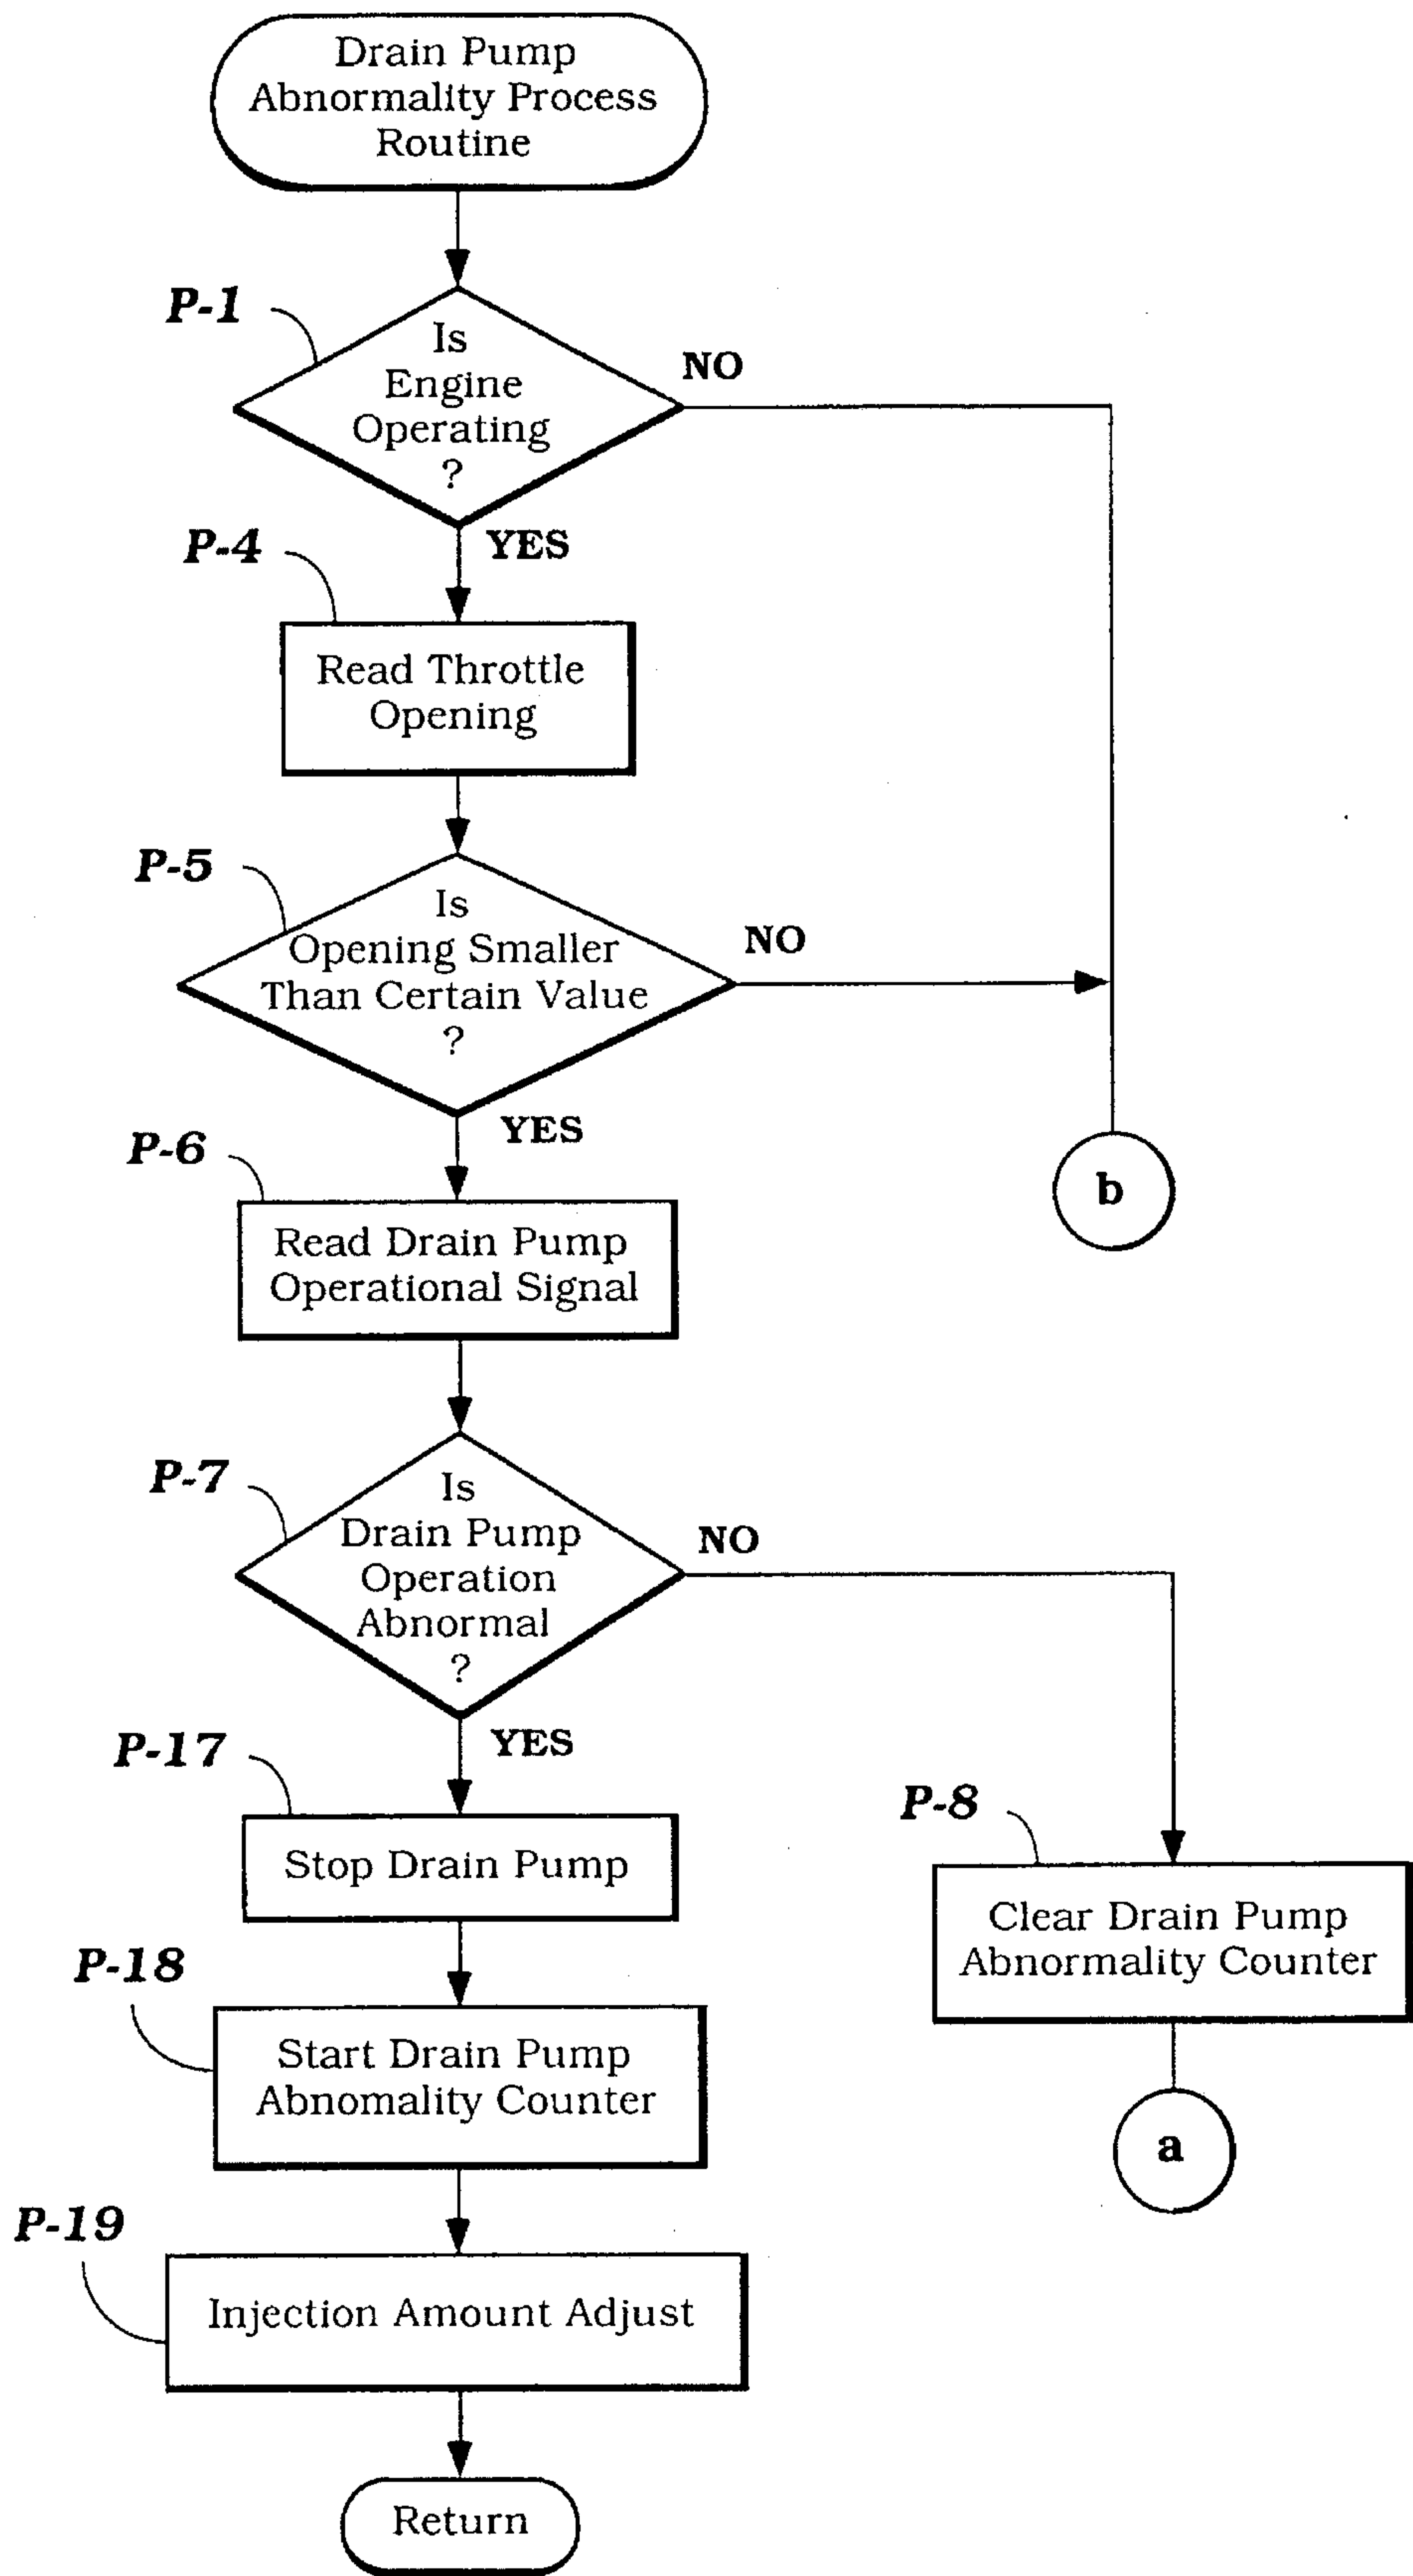 Drain Pump
Abnormality Process
Routine
P-1
Is
Engine
Operating
?
NO
YES
P-4
Read Throttle
Opening
P-5
Is
Opening Smaller
Than Certain Value
?
NO
YES
b
P-6
Read Drain Pump
Operational Signal
P-7
Is
Drain Pump
Operation
Abnormal
?
NO
YES
P-17
Stop Drain Pump
P-8
Clear Drain Pump
Abnormality Counter
a
P-18
Start Drain Pump
Abnomality Counter
P-19
Injection Amount Adjust
Return